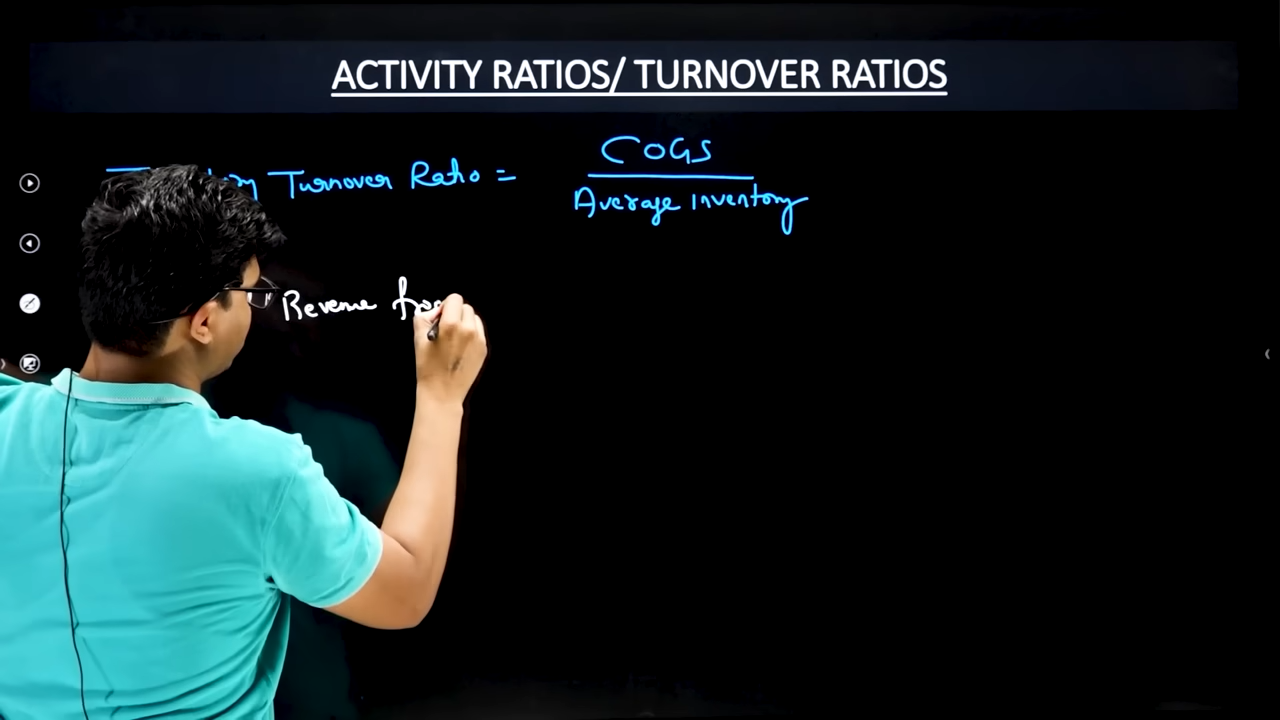 ACTIVITY RATIOS/ TURNOVER RATIOS
Turnover Ratio =
COGS
Average Inventory
Revenue